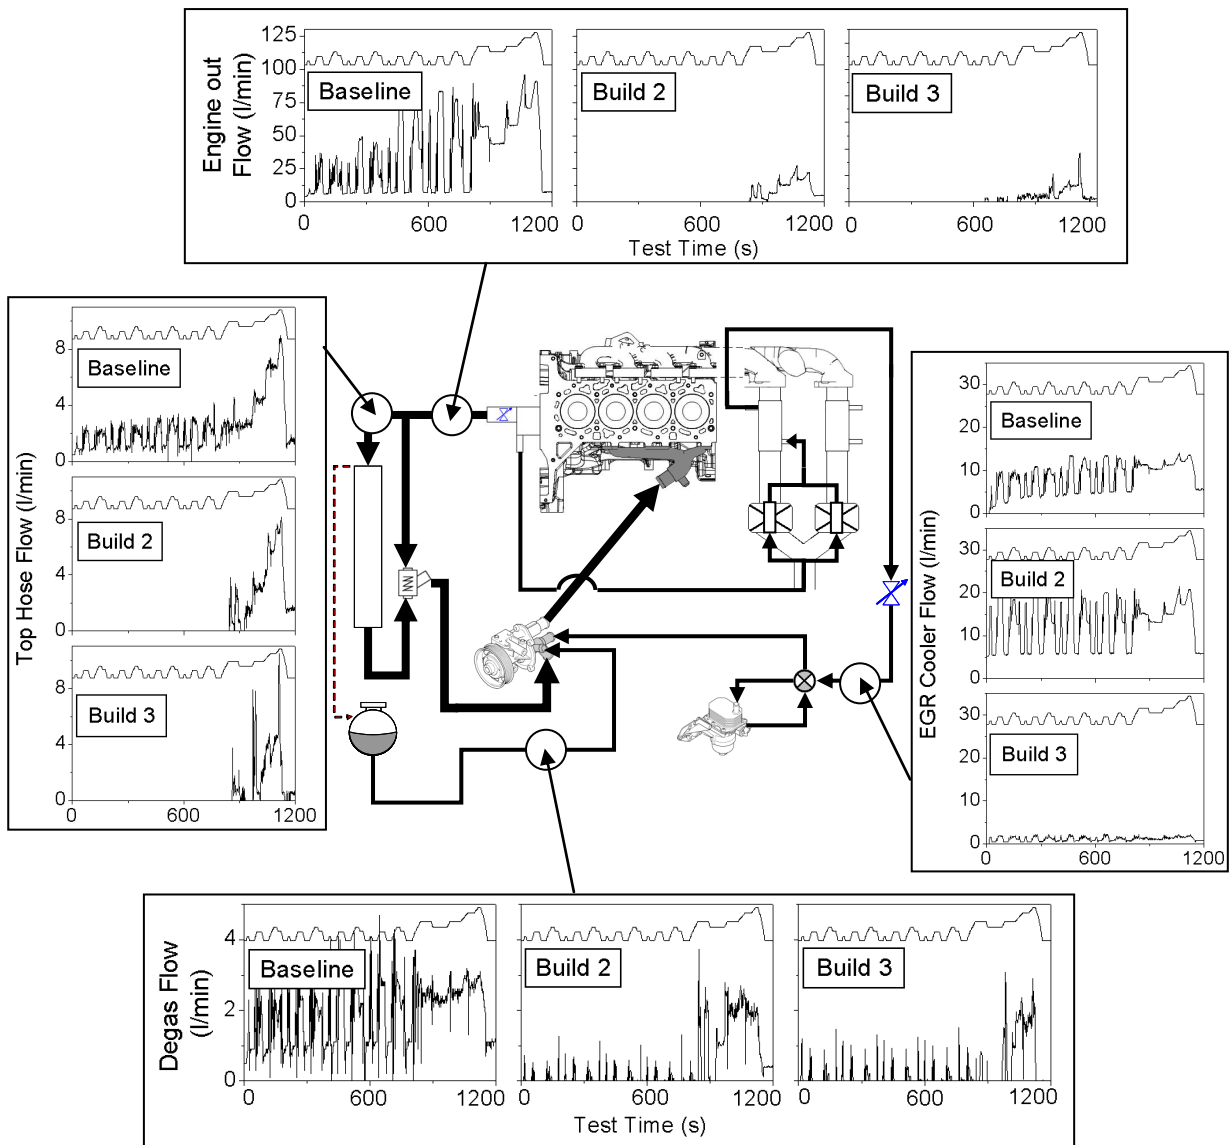 Engine out
Flow (l/min)
125
100
75
50
25
0
Baseline
Build 2
Build 3
0
600
1200
600
1200
0
600
1200
Test Time (s)
Top Hose Flow (l/min)
8
4
0
Baseline
8
4
0
Build 2
8
4
0
Build 3
0
600
1200
EGR Cooler Flow (l/min)
30
20
10
0
Baseline
30
20
10
0
Build 2
30
20
10
0
Build 3
0
600
1200
Degas Flow
(l/min)
4
2
0
Baseline
Build 2
Build 3
0
600
1200
0
600
1200
0
600
1200
Test Time (s)